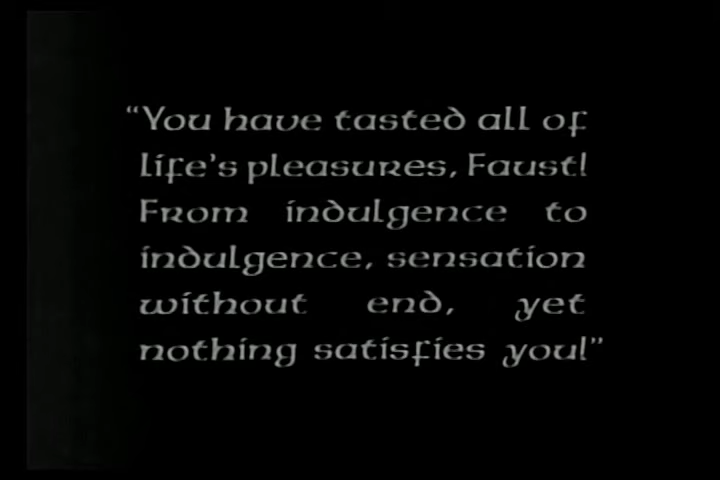 “You have tasted all of
life's pleasures, Faust!
From indulgence to
indulgence, sensation
without end, yet
nothing satisfies you!”